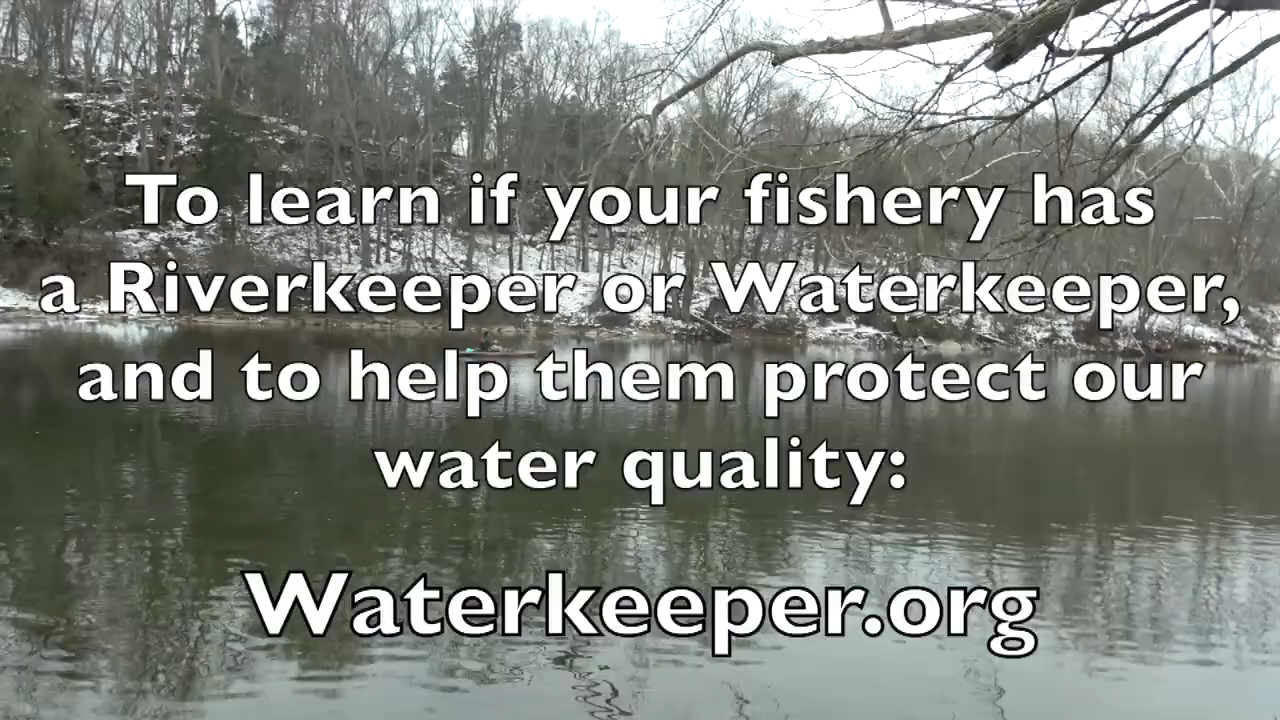 To learn if your fishery has
a Riverkeeper or Waterkeeper,
and to help them protect our
water quality:
Waterkeeper.org